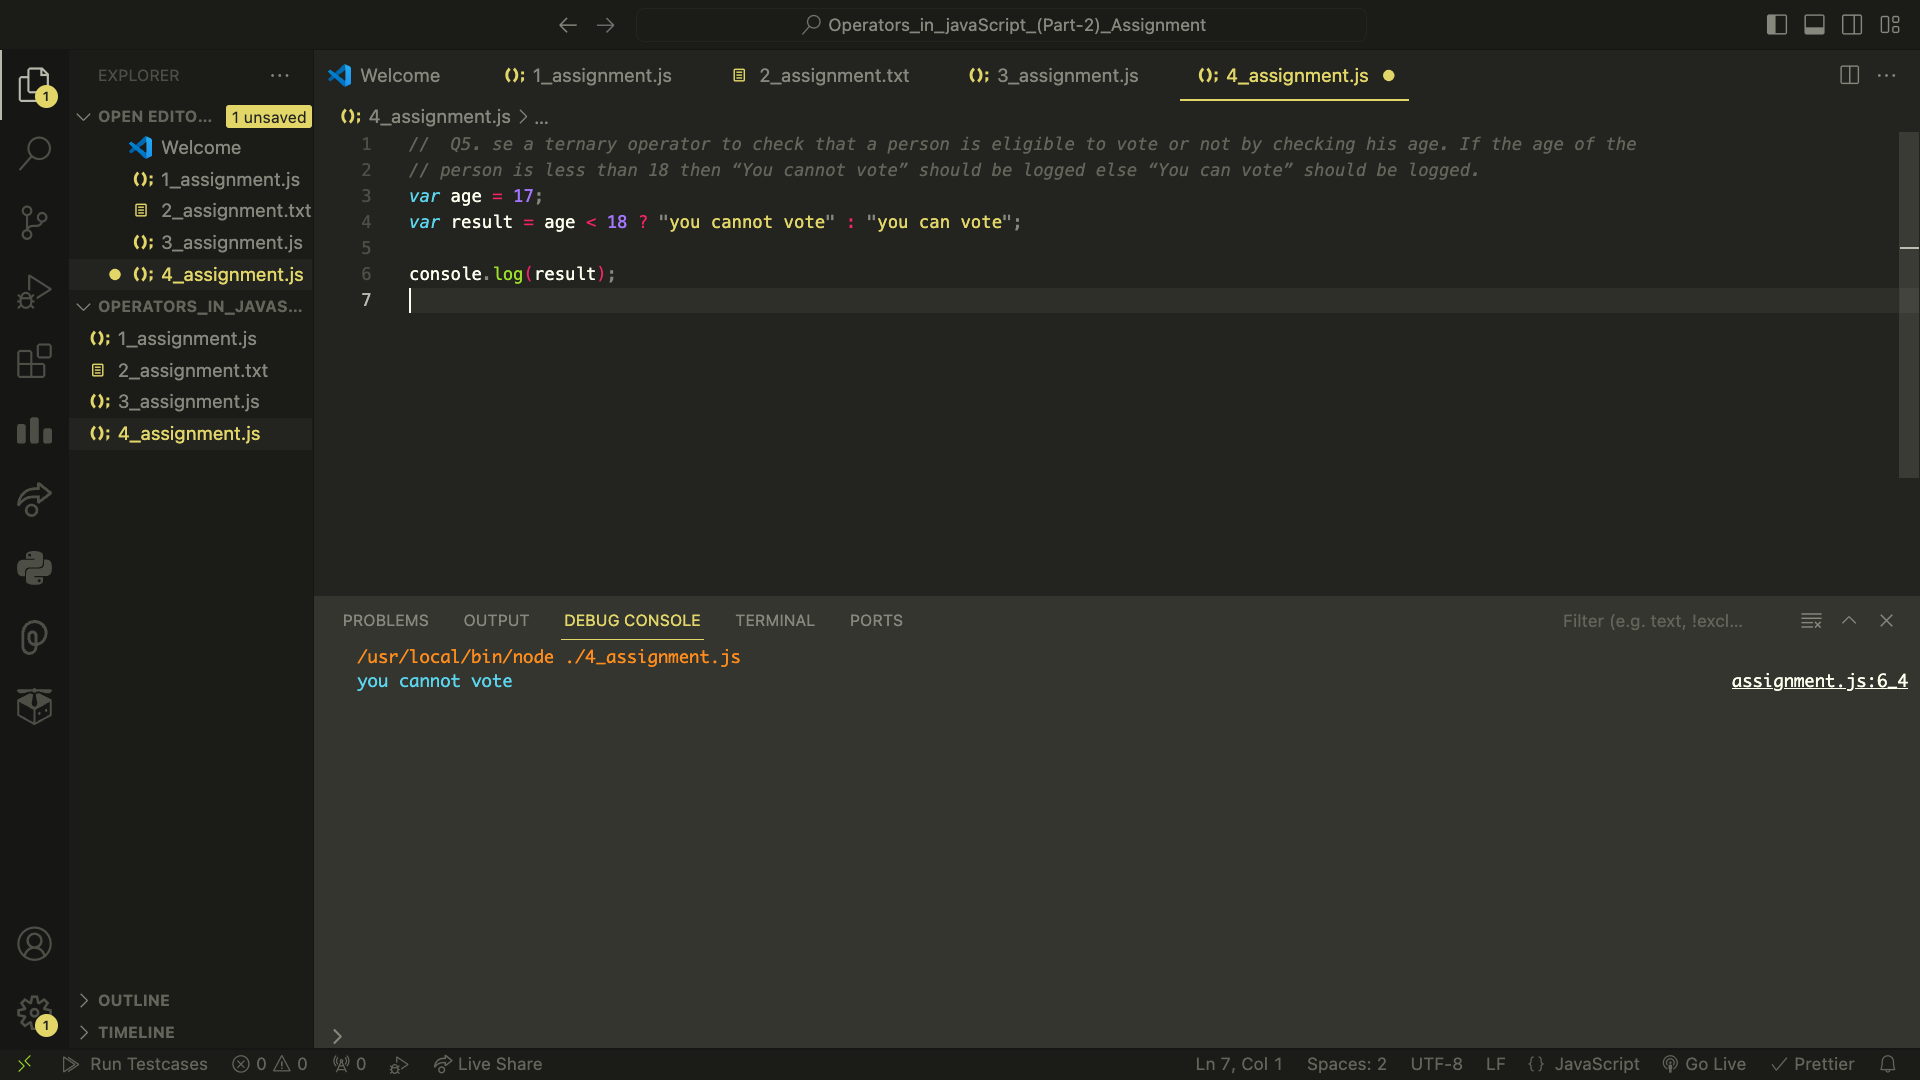 Operators_in_javaScript_(Part-2)_Assignment
EXPLORER
Welcome
1_assignment.js
2_assignment.txt
3_assignment.js
4_assignment.js
1
OPEN EDITO... 1 unsaved
Welcome
1_assignment.js
2_assignment.txt
3_assignment.js
4_assignment.js
OPERATORS_IN_JAVAS...
1_assignment.js
2_assignment.txt
3_assignment.js
4_assignment.js
OUTLINE
TIMELINE
1
4_assignment.js > ...
1 //  Q5. se a ternary operator to check that a person is eligible to vote or not by checking his age. If the age of the
2 // person is less than 18 then “You cannot vote” should be logged else “You can vote” should be logged.
3 var age = 17;
4 var result = age < 18 ? "you cannot vote" : "you can vote";
5
6 console.log(result);
7
PROBLEMS OUTPUT DEBUG CONSOLE TERMINAL PORTS Filter (e.g. text, !excl...
/usr/local/bin/node ./4_assignment.js
you cannot vote assignment.js:6_4
Run Testcases 0 0 0 Live Share Ln 7, Col 1 Spaces: 2 UTF-8 LF {} JavaScript Go Live Prettier